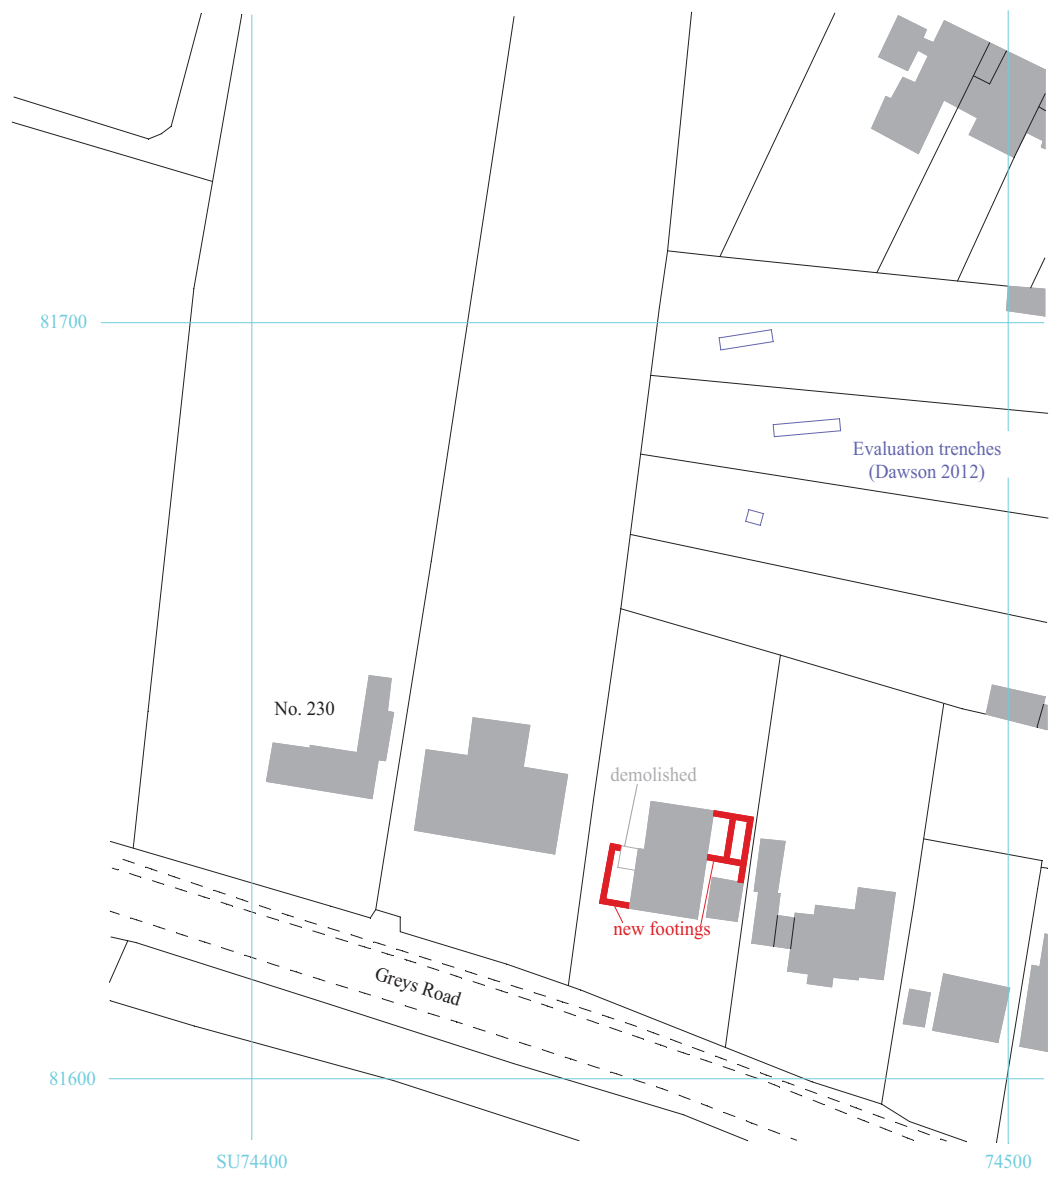 81700
Evaluation trenches
(Dawson 2012)
No. 230
demolished
new footings
Greys Road
81600
SU74400
74500